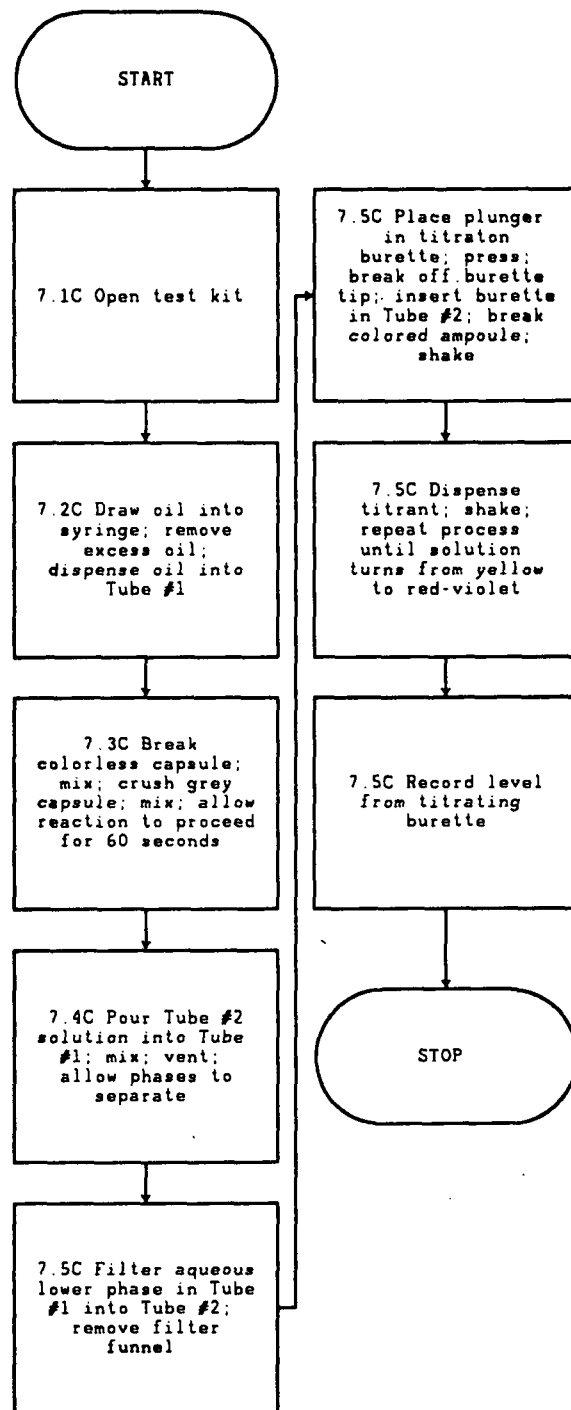 START
7.1C Open test kit
7.2C Draw oil into
syringe; remove
excess oil;
dispense oil into
Tube #1
7.3C Break
colorless capsule;
mix; crush grey
capsule; mix; allow
reaction to proceed
for 60 seconds
7.4C Pour Tube #2
solution into Tube
#1; mix; vent;
allow phases to
separate
7.5C Filter aqueous
lower phase in Tube
#1 into Tube #2;
remove filter
funnel
7.5C Place plunger
in titraton
burette; press;
break off burette
tip; insert burette
in Tube #2; break
colored ampoule;
shake
7.5C Dispense
titrant; shake;
repeat process
until solution
turns from yellow
to red-violet
7.5C Record level
from titrating
burette
STOP